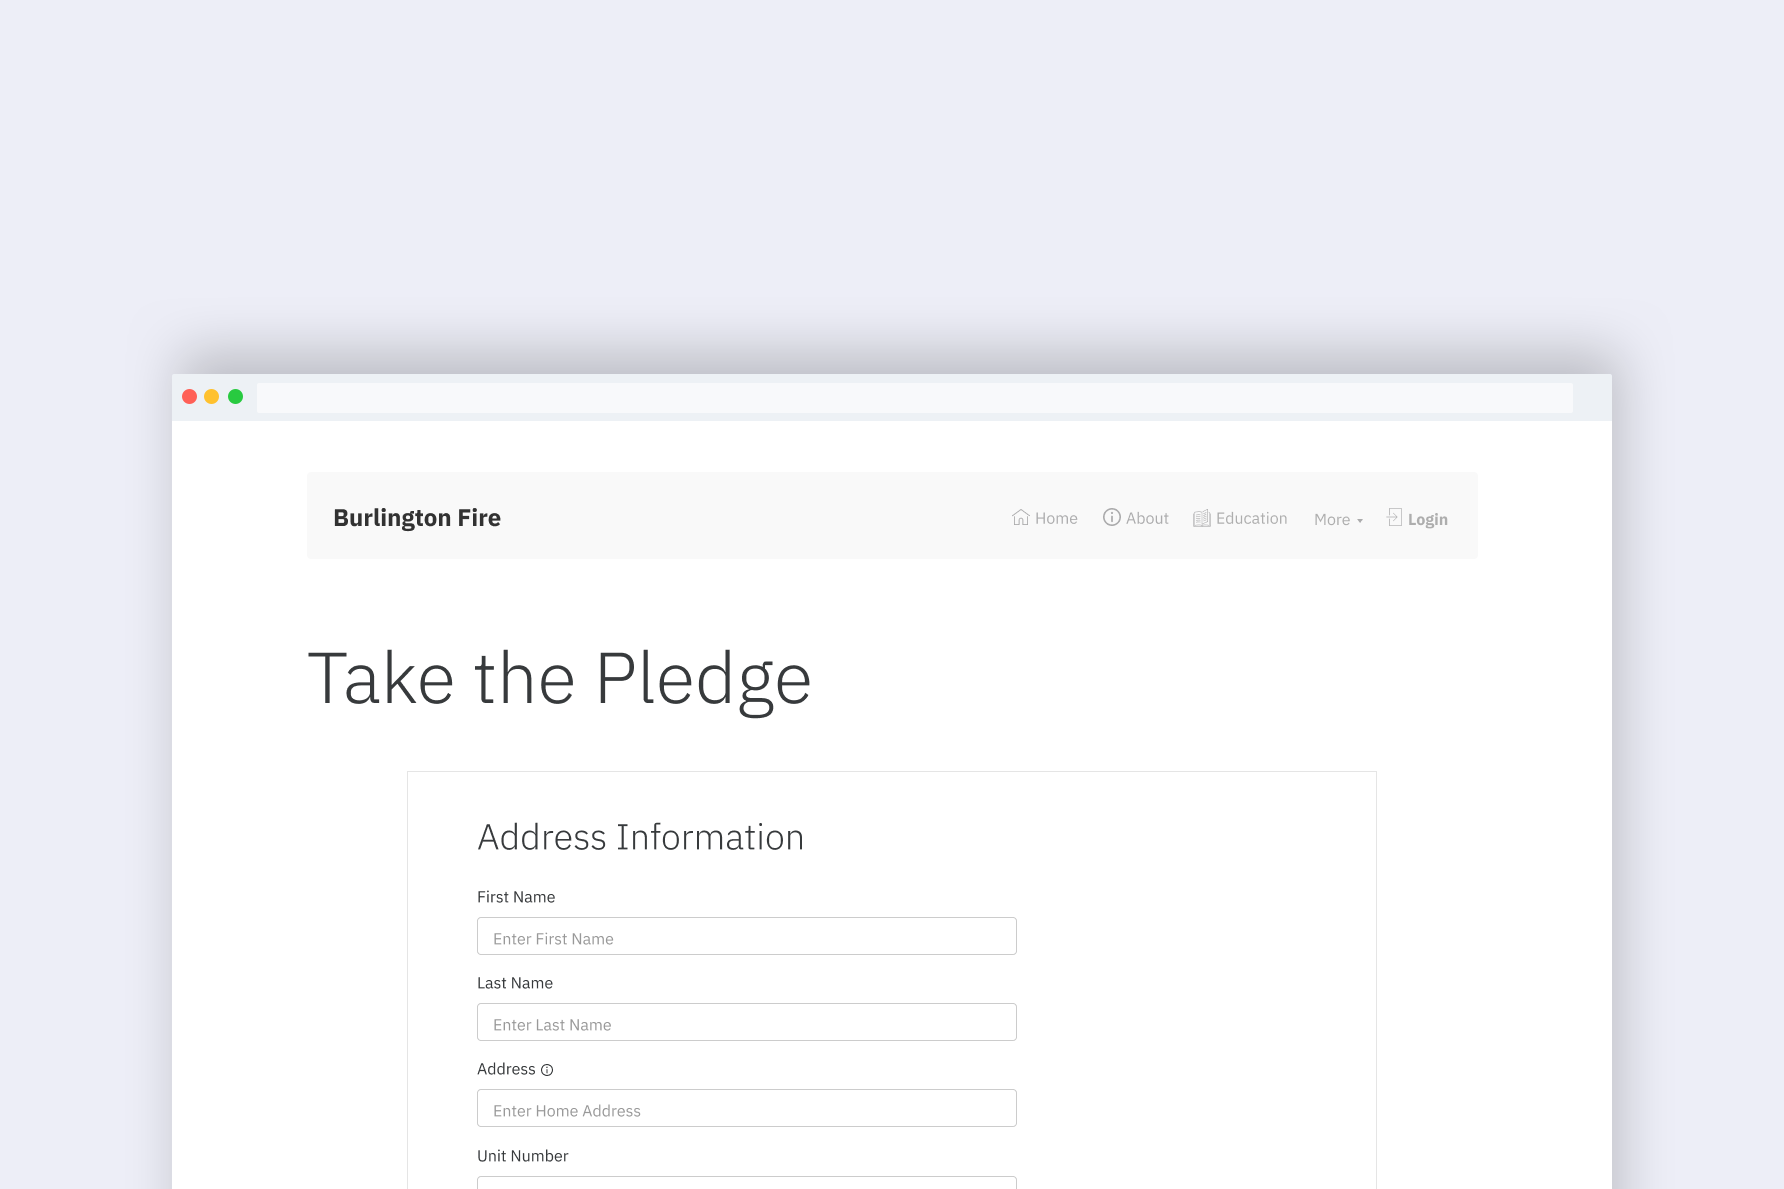 Burlington Fire
Home About Education More Login
Take the Pledge
Address Information
First Name
Enter First Name
Last Name
Enter Last Name
Address
Enter Home Address
Unit Number